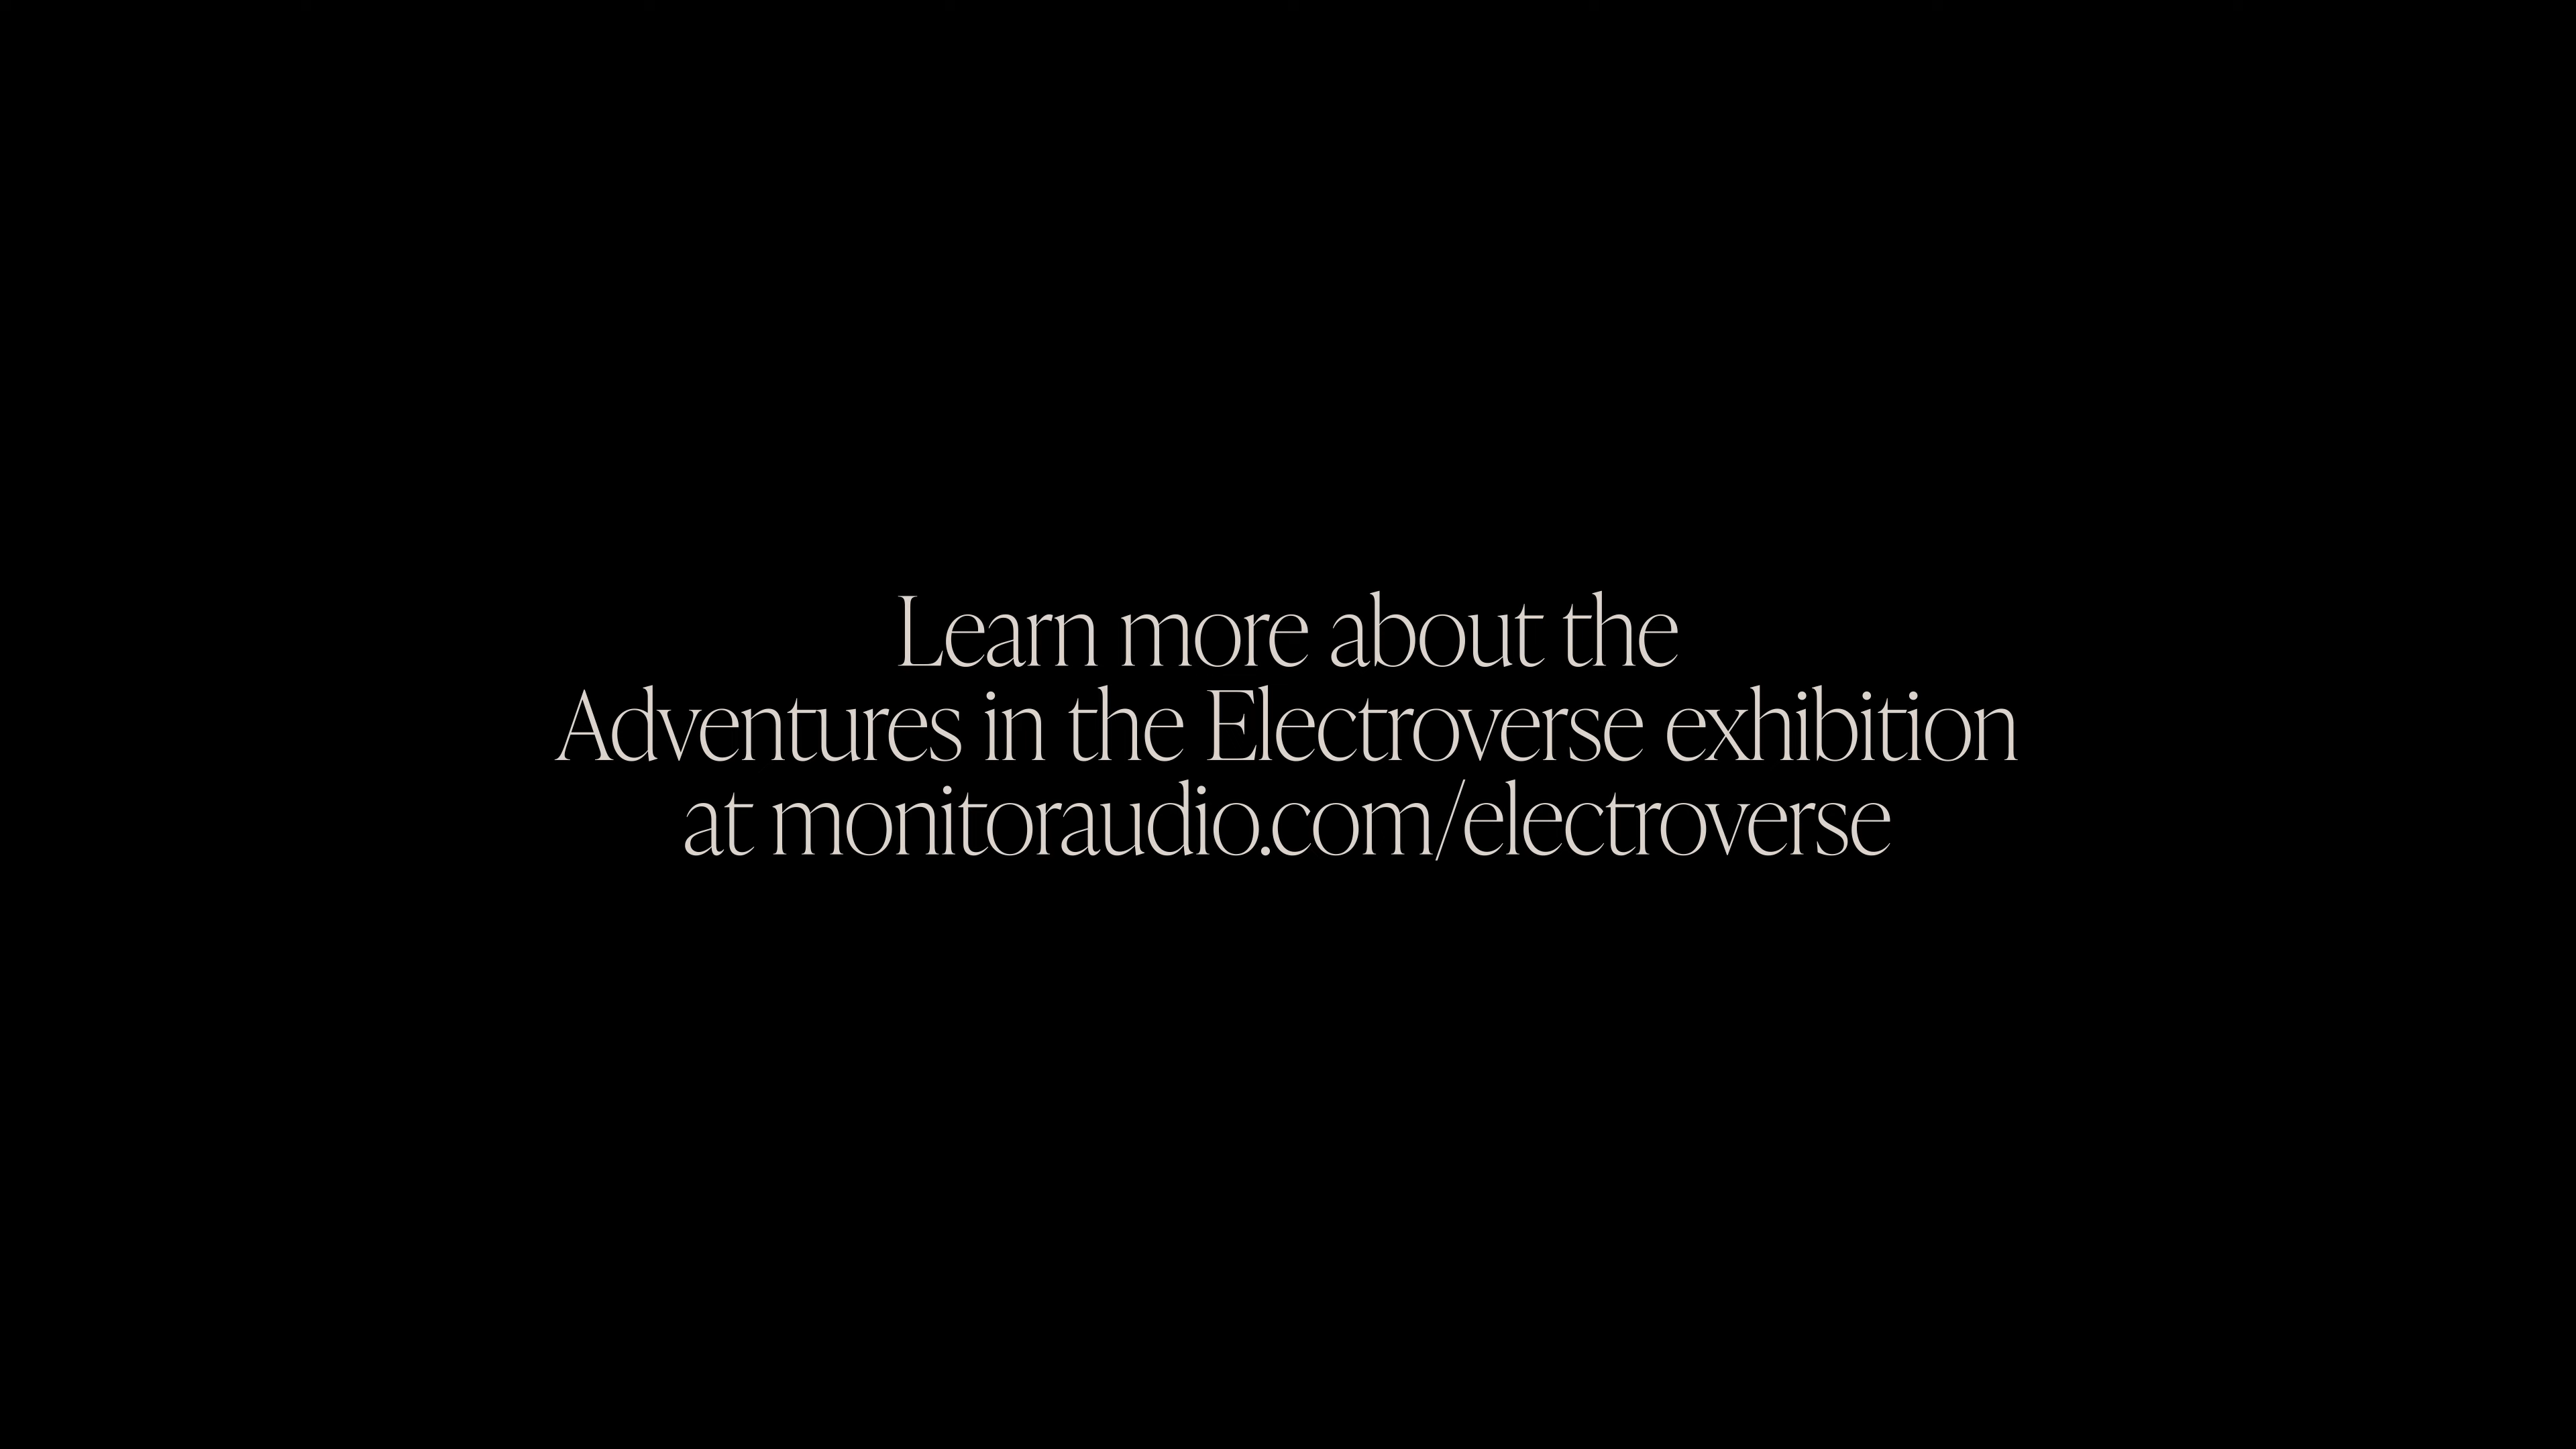 Learn more about the
Adventures in the Electroverse exhibition
at monitoraudio.com/electroverse